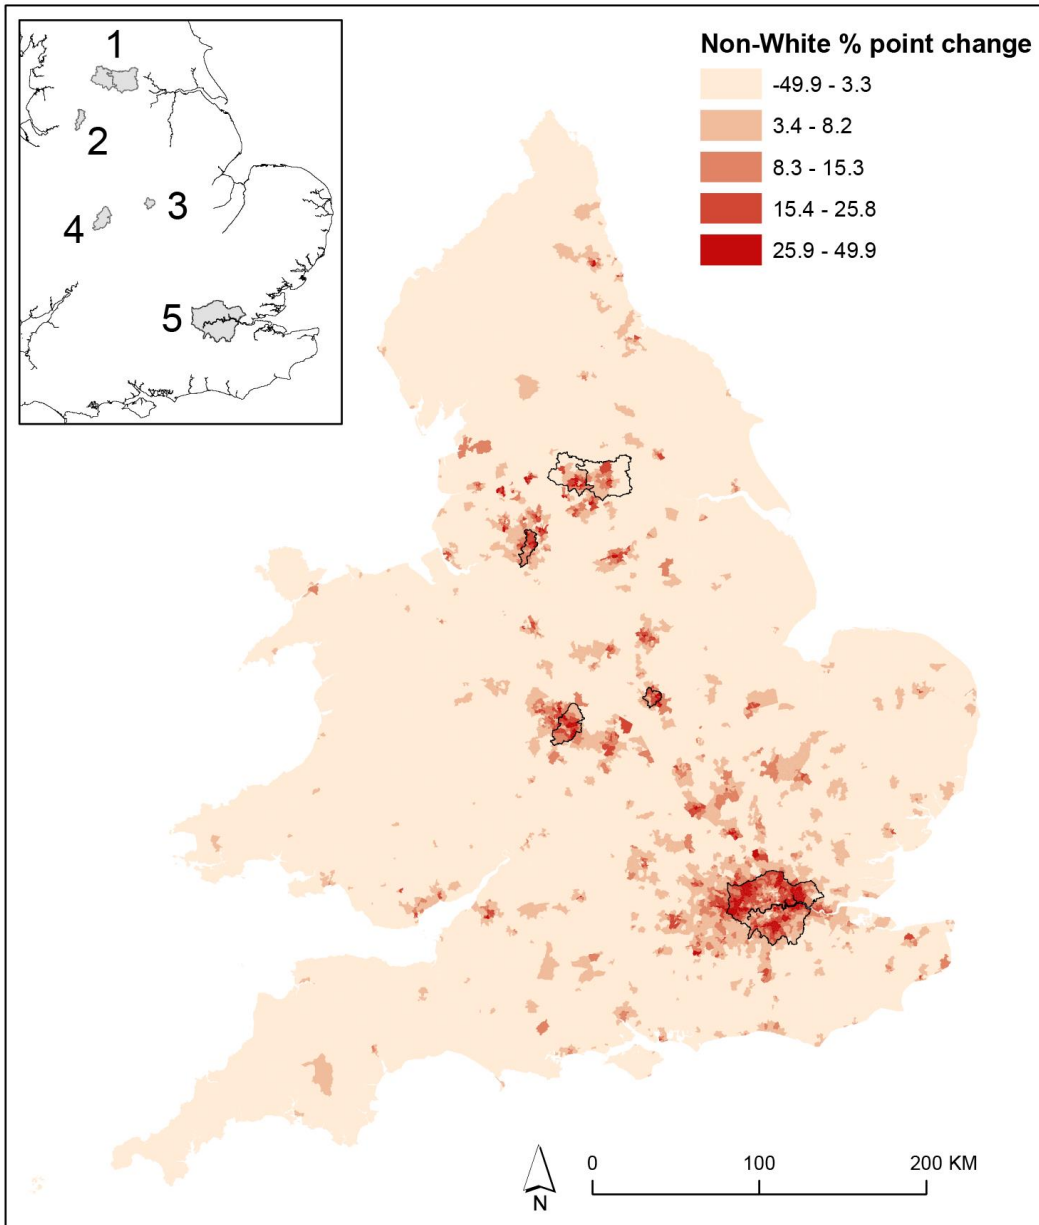 1
2
3
4
5
Non-White % point change
-49.9 - 3.3
3.4 - 8.2
8.3 - 15.3
15.4 - 25.8
25.9 - 49.9
N
0 100 200 KM